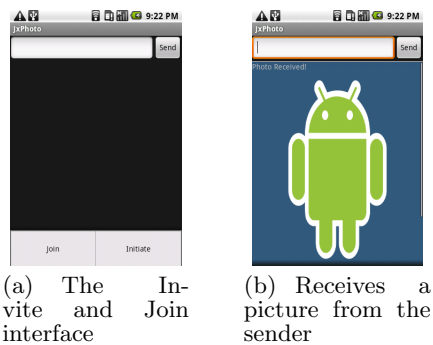 9:22 PM
JxPhoto
Send
Join
Initiate
(a) The In-
vite and Join
interface
9:22 PM
JxPhoto
Send
Photo Received!
(b) Receives a
picture from the
sender